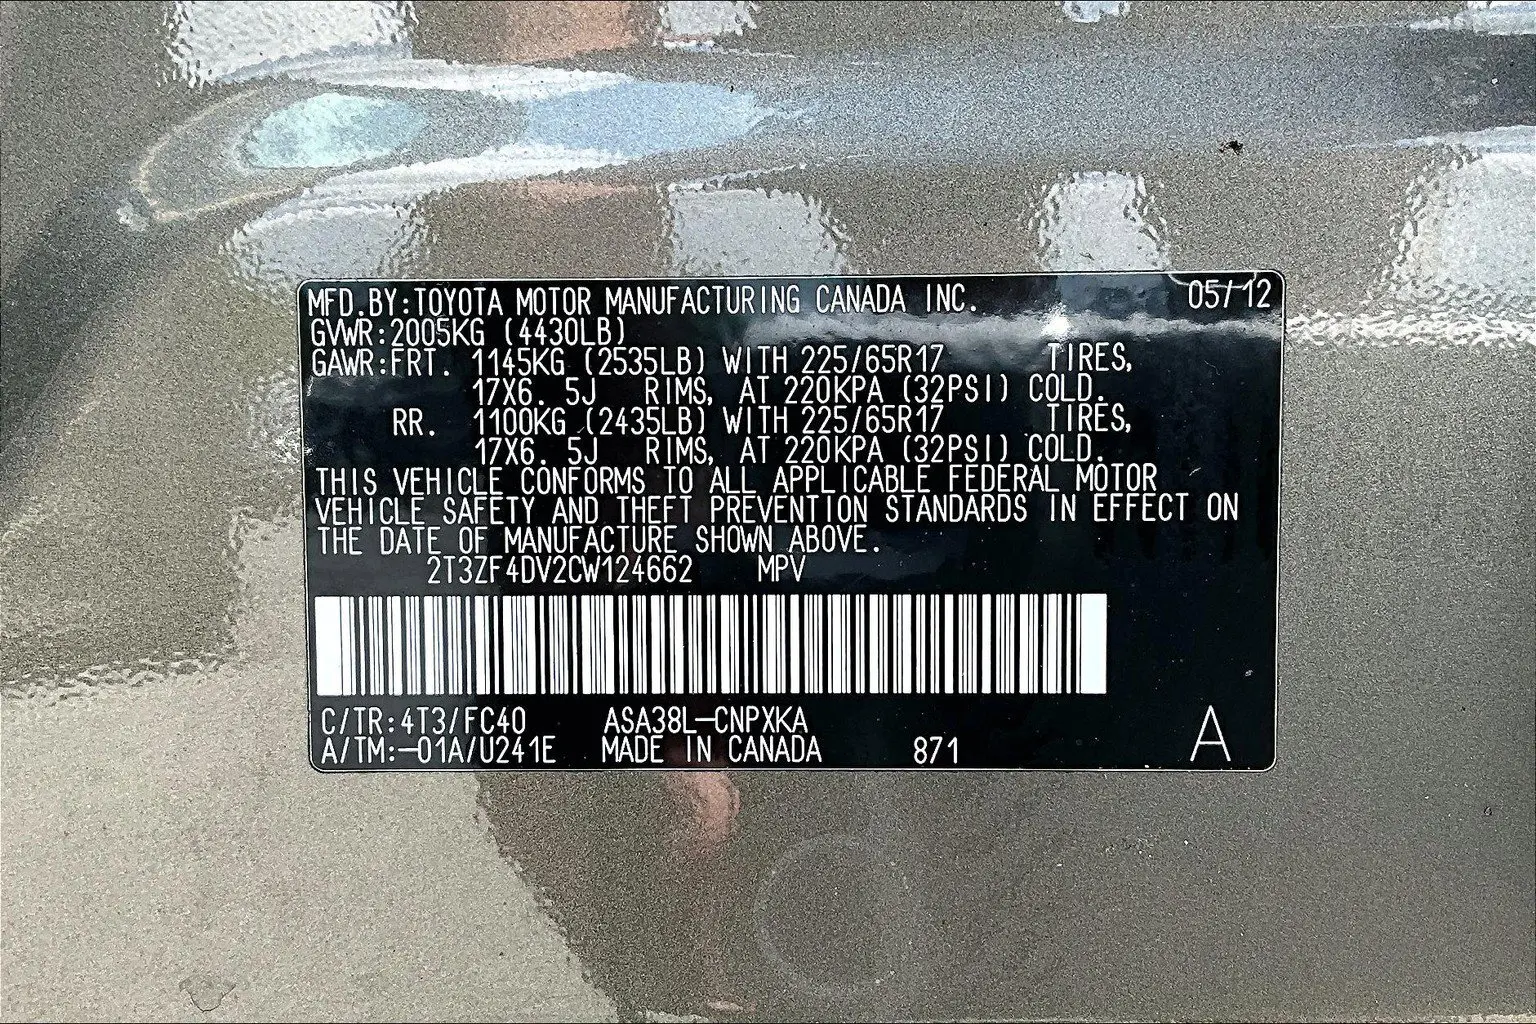 MFD.BY:TOYOTA MOTOR MANUFACTURING CANADA INC. 05/12
GVWR:2005KG (4430LB)
GAWR:FRT. 1145KG (2535LB) WITH 225/65R17 TIRES,
17X6. 5J RIMS, AT 220KPA (32PSI) COLD.
RR. 1100KG (2435LB) WITH 225/65R17 TIRES,
17X6. 5J RIMS, AT 220KPA (32PSI) COLD.
THIS VEHICLE CONFORMS TO ALL APPLICABLE FEDERAL MOTOR
VEHICLE SAFETY AND THEFT PREVENTION STANDARDS IN EFFECT ON
THE DATE OF MANUFACTURE SHOWN ABOVE.
2T3ZF4DV2CW124662 MPV
C/TR:4T3/FC40 ASA38L-CNPXKA
A/TM:-01A/U241E MADE IN CANADA 871 A